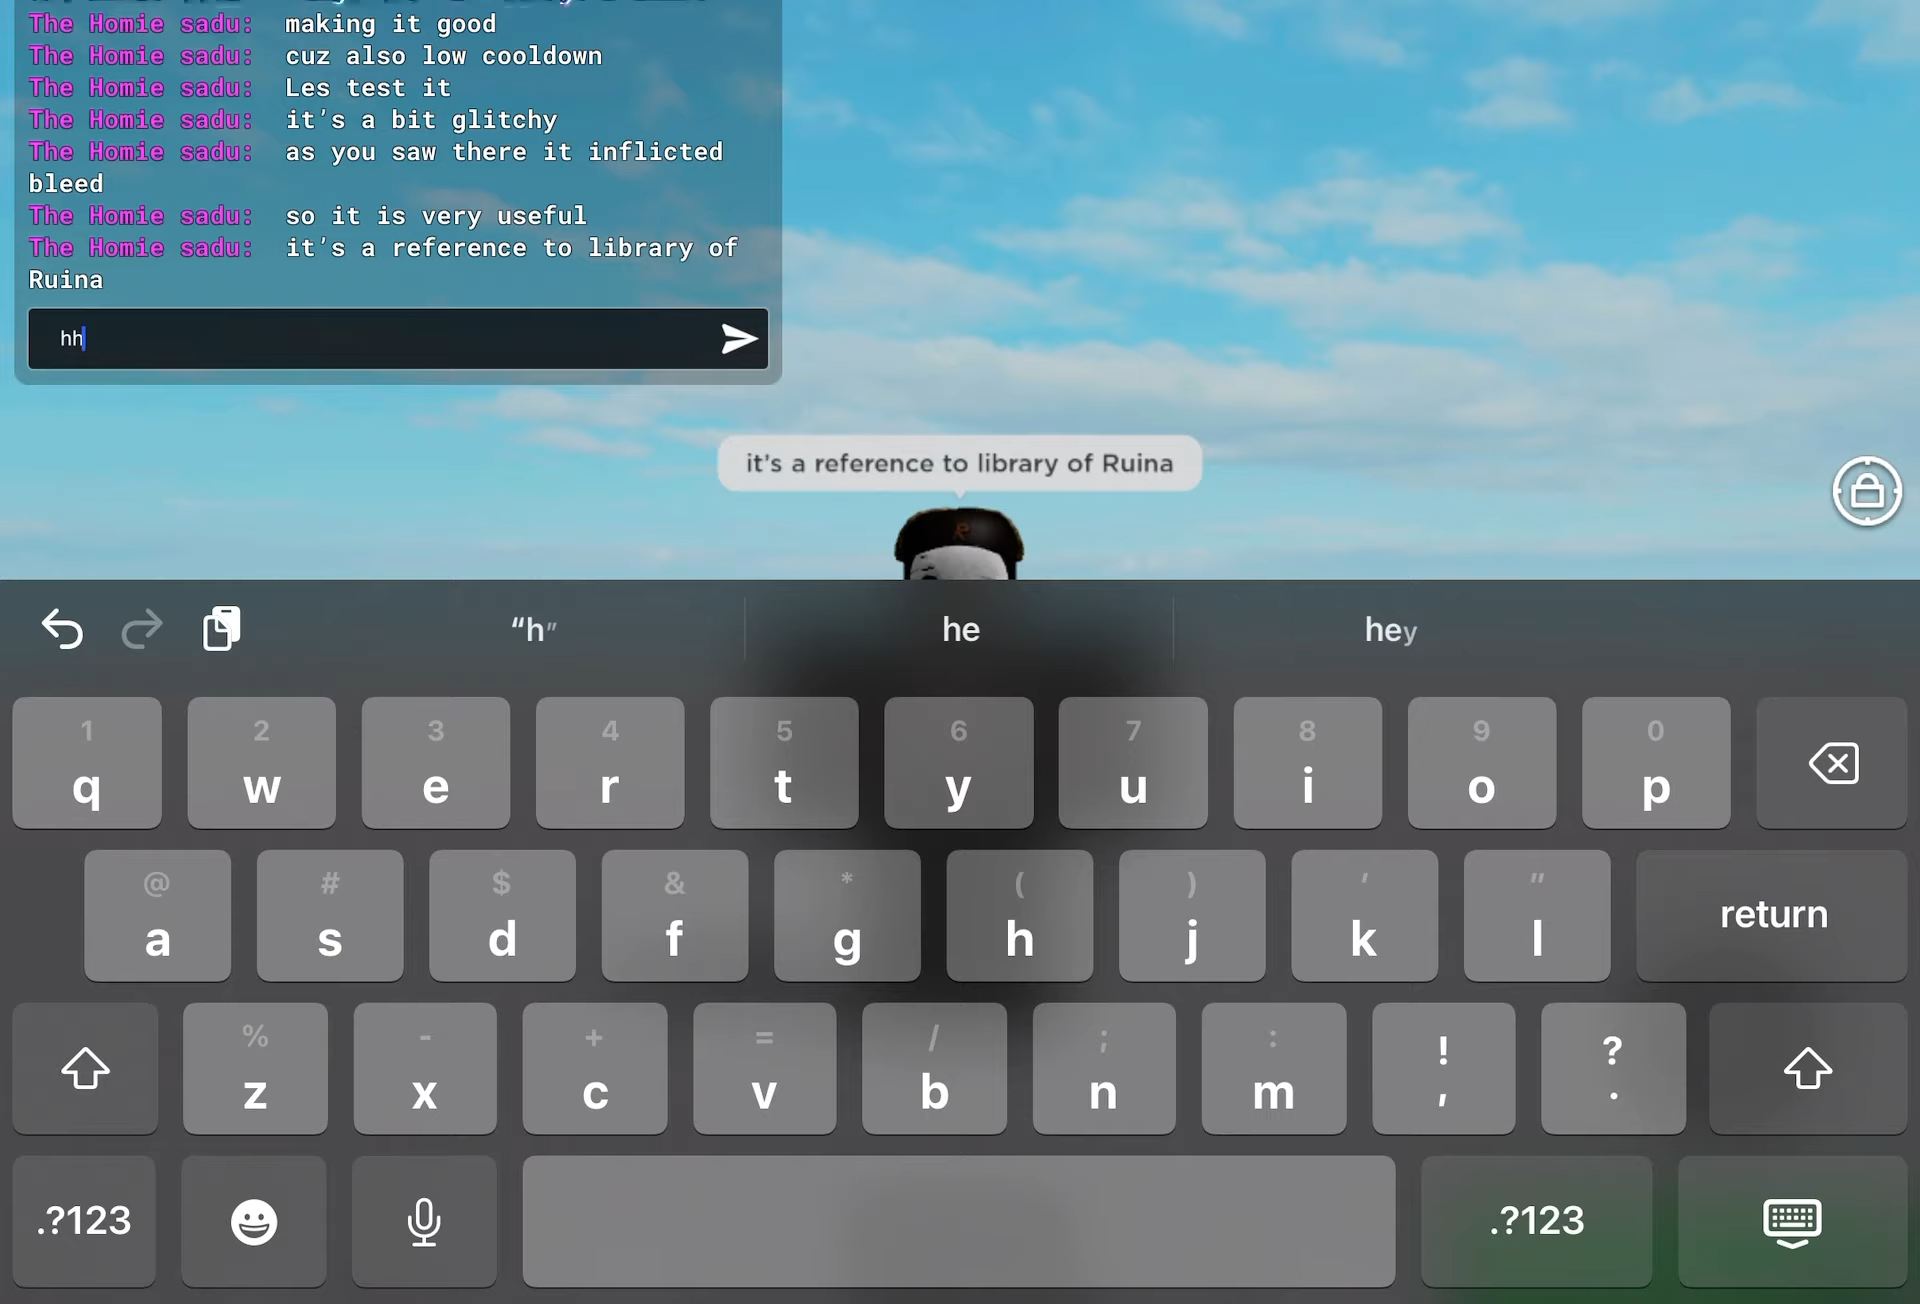 The Homie sadu: making it good
The Homie sadu: cuz also low cooldown
The Homie sadu: Les test it
The Homie sadu: it’s a bit glitchy
The Homie sadu: as you saw there it inflicted
bleed
The Homie sadu: so it is very useful
The Homie sadu: it’s a reference to library of
Ruina
hh
it’s a reference to library of Ruina
“h” he hey
1 2 3 4 5 6 7 8 9 0
q w e r t y u i o p
@ # $ & * ( ) ' "
a s d f g h j k l return
% - + = / ; : ! ?
z x c v b n m , .
.?123 .?123